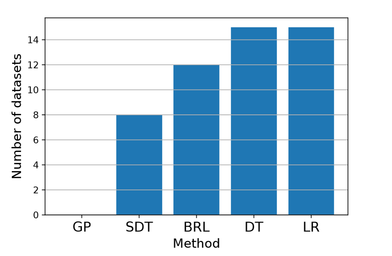 Number of datasets
14
12
10
8
6
4
2
0
GP SDT BRL DT LR
Method